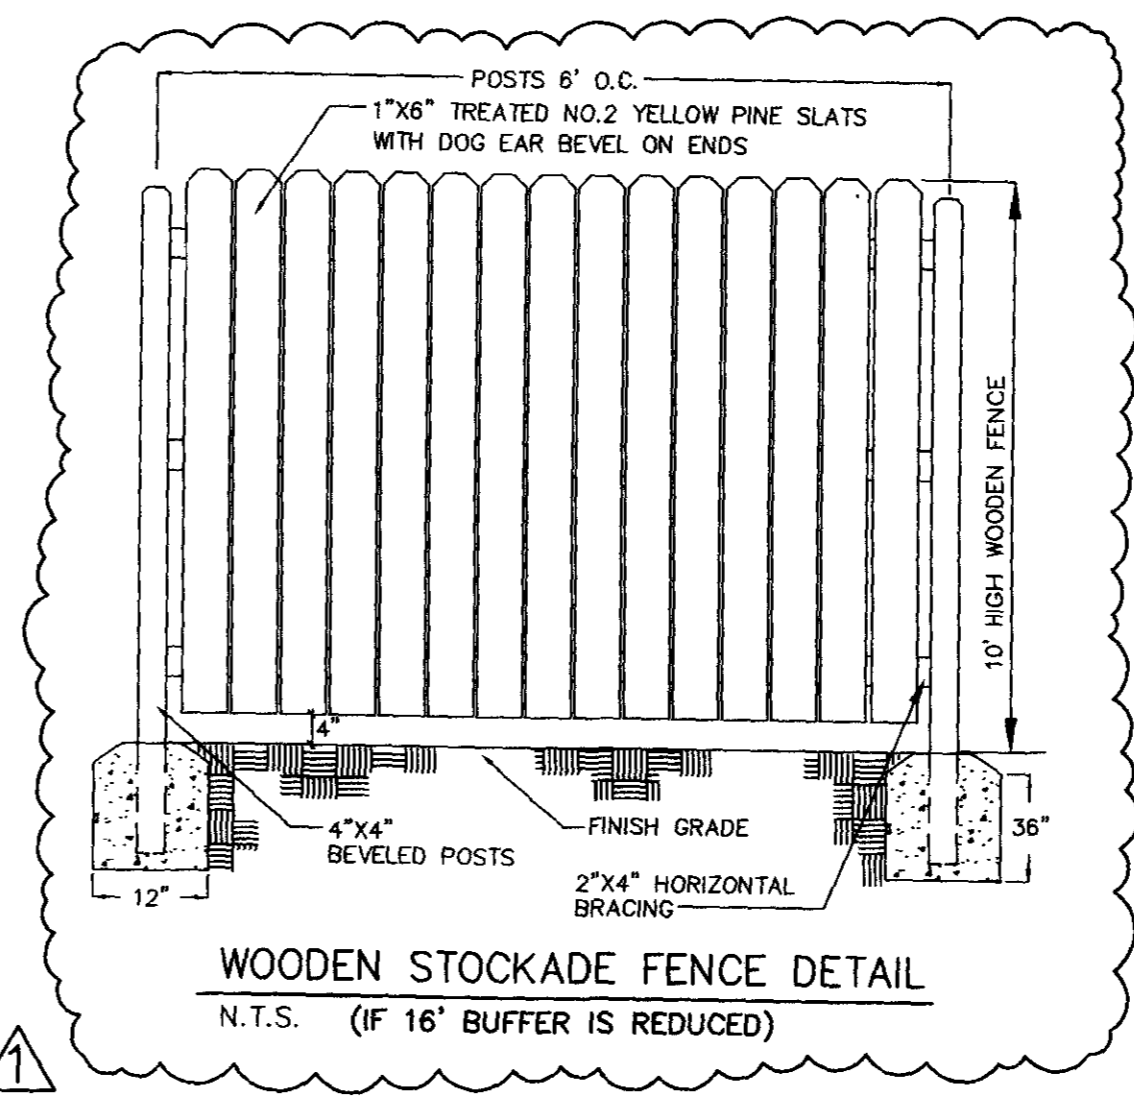 POSTS 6' O.C.
1"X6" TREATED NO.2 YELLOW PINE SLATS
WITH DOG EAR BEVEL ON ENDS
10' HIGH WOODEN FENCE
4"
4"X4"
BEVELED POSTS
FINISH GRADE
36"
12"
2"X4" HORIZONTAL
BRACING
WOODEN STOCKADE FENCE DETAIL
N.T.S. (IF 16' BUFFER IS REDUCED)
1